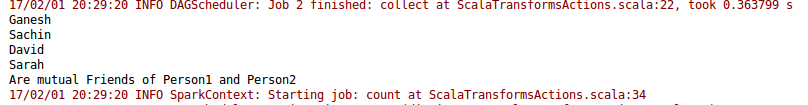 17/02/01 20:29:20 INFO DAGScheduler: Job 2 finished: collect at ScalaTransformsActions.scala:22, took 0.363799 s
Ganesh
Sachin
David
Sarah
Are mutual Friends of Person1 and Person2
17/02/01 20:29:20 INFO SparkContext: Starting job: count at ScalaTransformsActions.scala:34